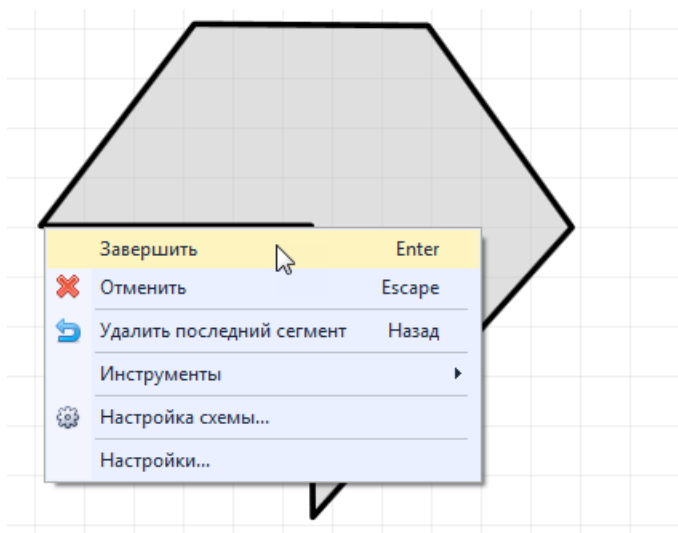 Завершить Enter
Отменить Escape
Удалить последний сегмент Назад
Инструменты
Настройка схемы...
Настройки...